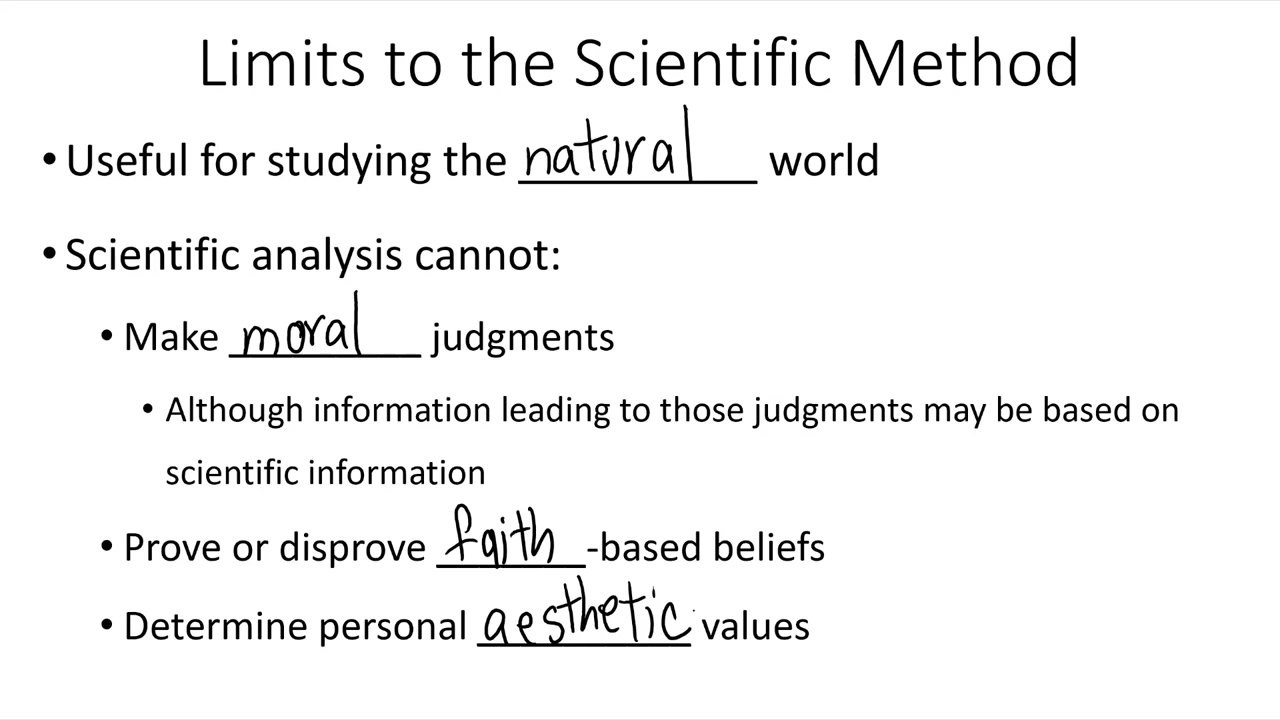 Limits to the Scientific Method
• Useful for studying the natural world
• Scientific analysis cannot:
• Make moral judgments
• Although information leading to those judgments may be based on
scientific information
• Prove or disprove faith-based beliefs
• Determine personal aesthetic values